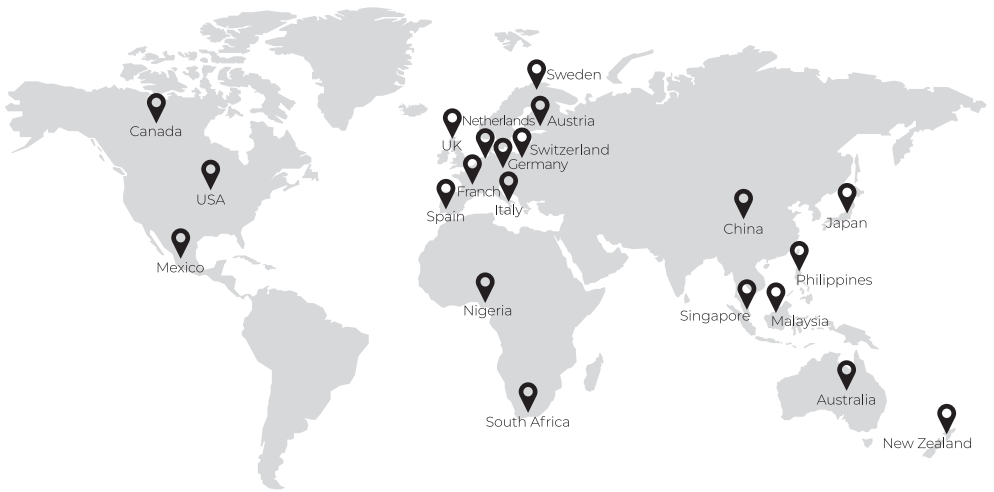 Sweden
Canada
Netherlands
Austria
UK
Switzerland
Germany
USA
Franch
Italy
Spain
China
Japan
Mexico
Philippines
Nigeria
Singapore
Malaysia
Australia
South Africa
New Zealand